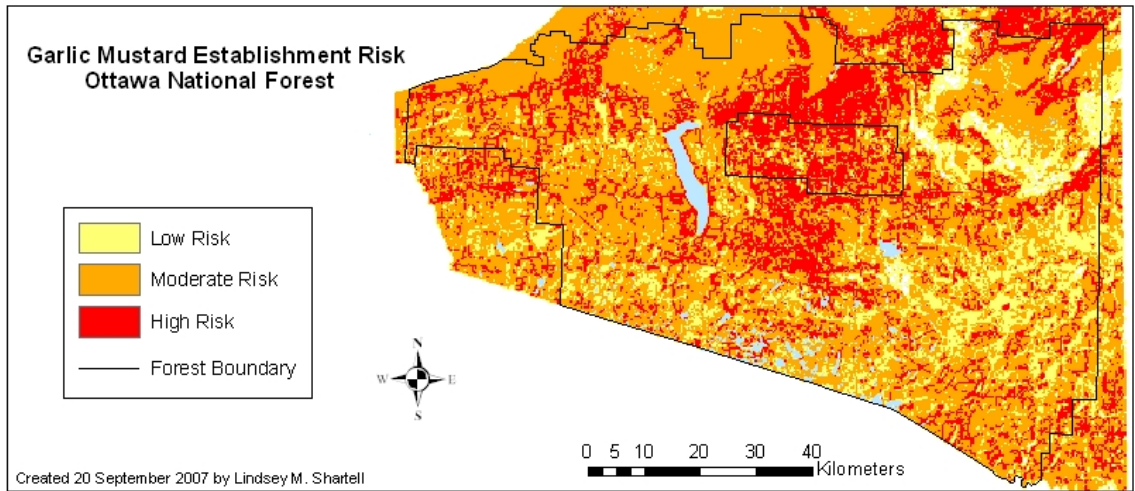 Garlic Mustard Establishment Risk
Ottawa National Forest
Low Risk
Moderate Risk
High Risk
Forest Boundary
N
W E
S
0 5 10 20 30 40
Kilometers
Created 20 September 2007 by Lindsey M. Shartell